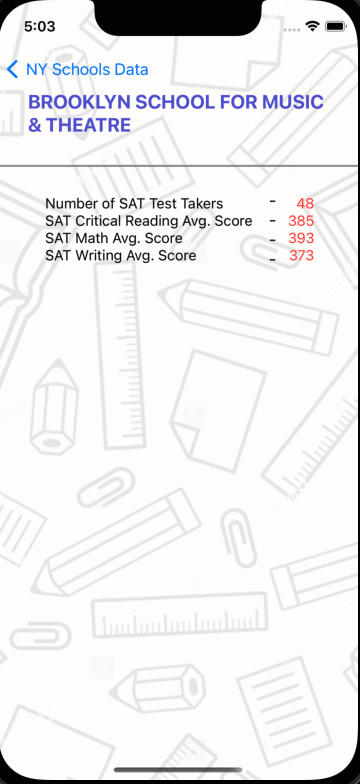 5:03
NY Schools Data
BROOKLYN SCHOOL FOR MUSIC
& THEATRE
Number of SAT Test Takers - 48
SAT Critical Reading Avg. Score - 385
SAT Math Avg. Score - 393
SAT Writing Avg. Score - 373